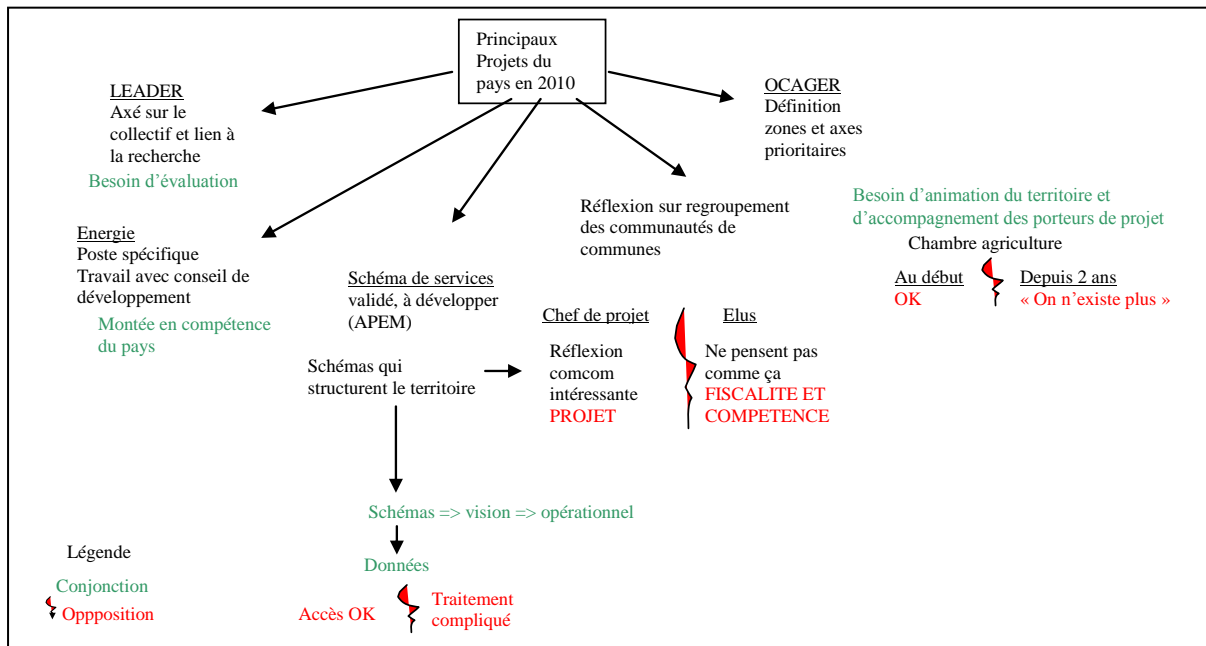 Principaux
Projets du
pays en 2010
LEADER
Axé sur le
collectif et lien à
la recherche
Besoin d'évaluation
OCAGER
Définition
zones et axes
prioritaires
Energie
Poste spécifique
Travail avec conseil de
développement
Montée en compétence
du pays
Schéma de services
validé, à développer
(APEM)
Réflexion sur regroupement
des communautés de
communes
Besoin d'animation du territoire et
d'accompagnement des porteurs de projet
Chambre agriculture
Au début
OK
Depuis 2 ans
« On n'existe plus »
Schémas qui
structurent le territoire
Chef de projet
Réflexion
comcom
intéressante
PROJET
Elus
Ne pensent pas
comme ça
FISCALITE ET
COMPETENCE
Schémas => vision => opérationnel
Données
Accès OK
Traitement
compliqué
Légende
Conjonction
Oppposition